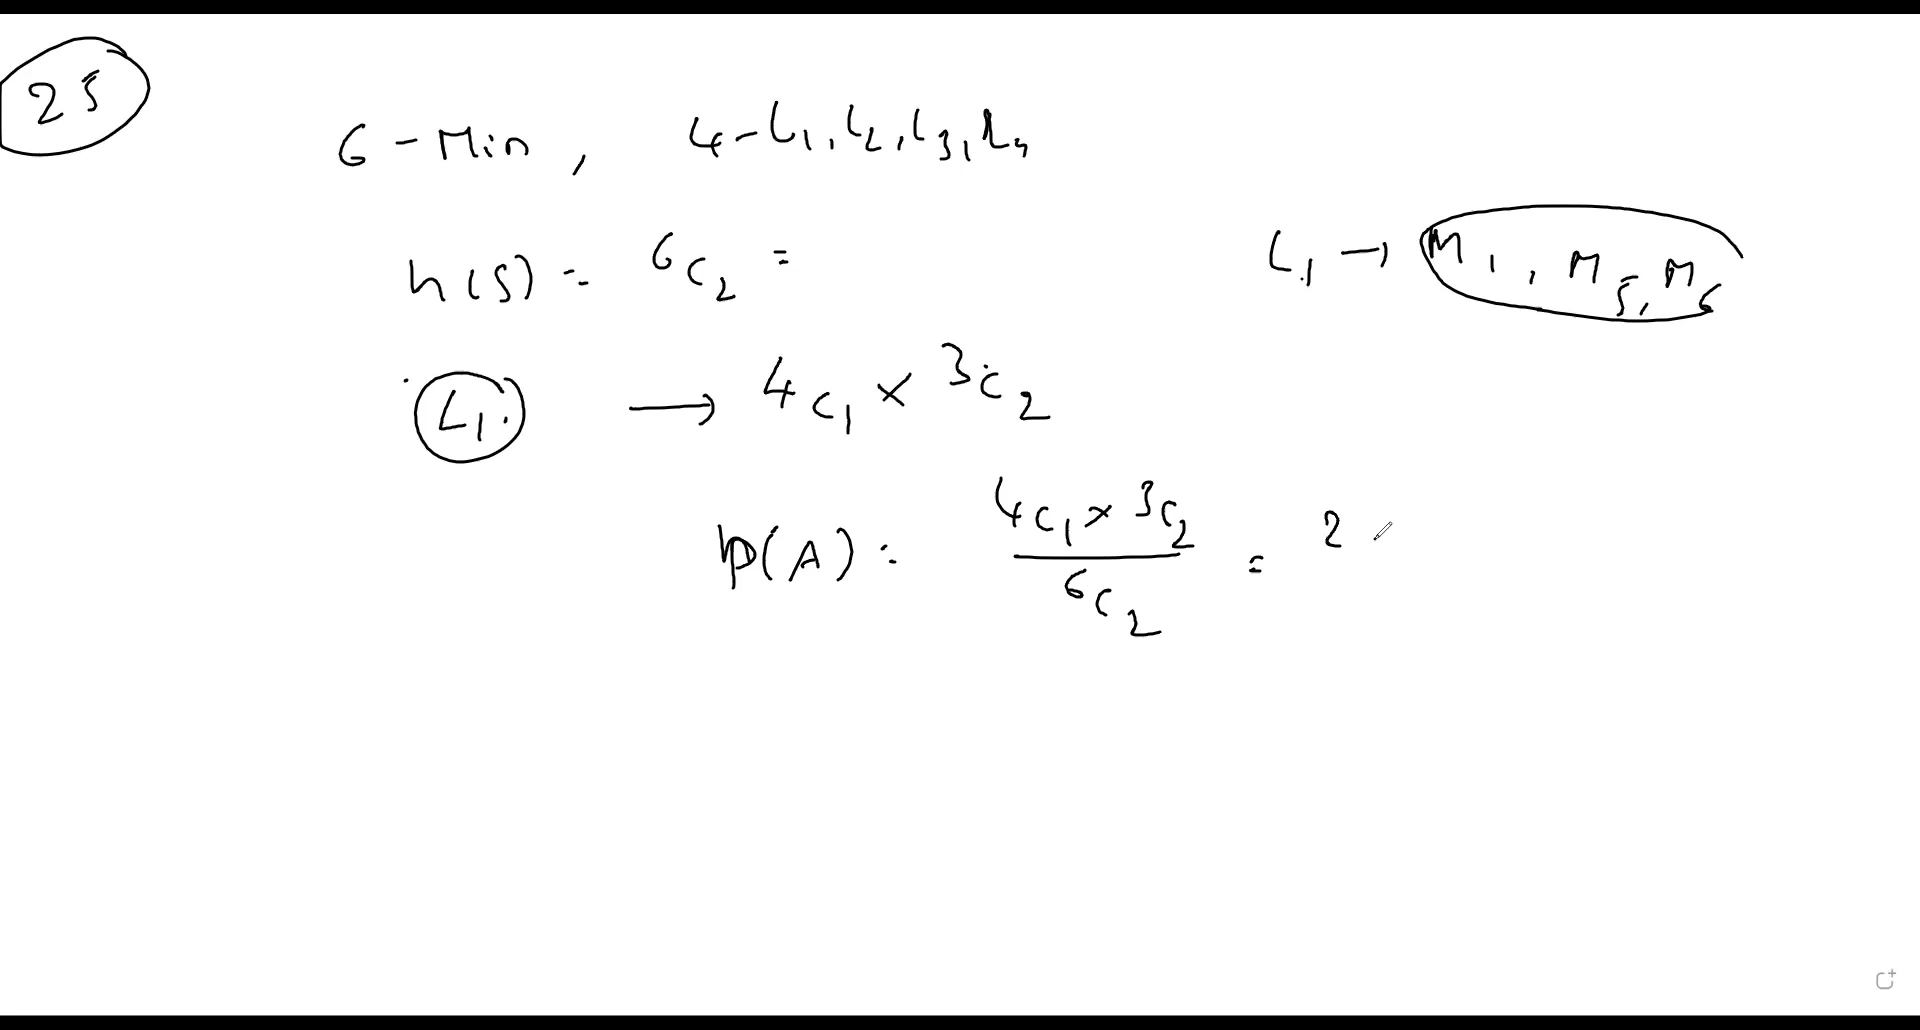 25
6 - Min, 4 - L1, L2, L3, L4
n(S) = 6C2 =
L1 → M1, M5, M6
L1. → 4C1 × 3C2
p(A) = 4C1 × 3C2 / 6C2 = 2